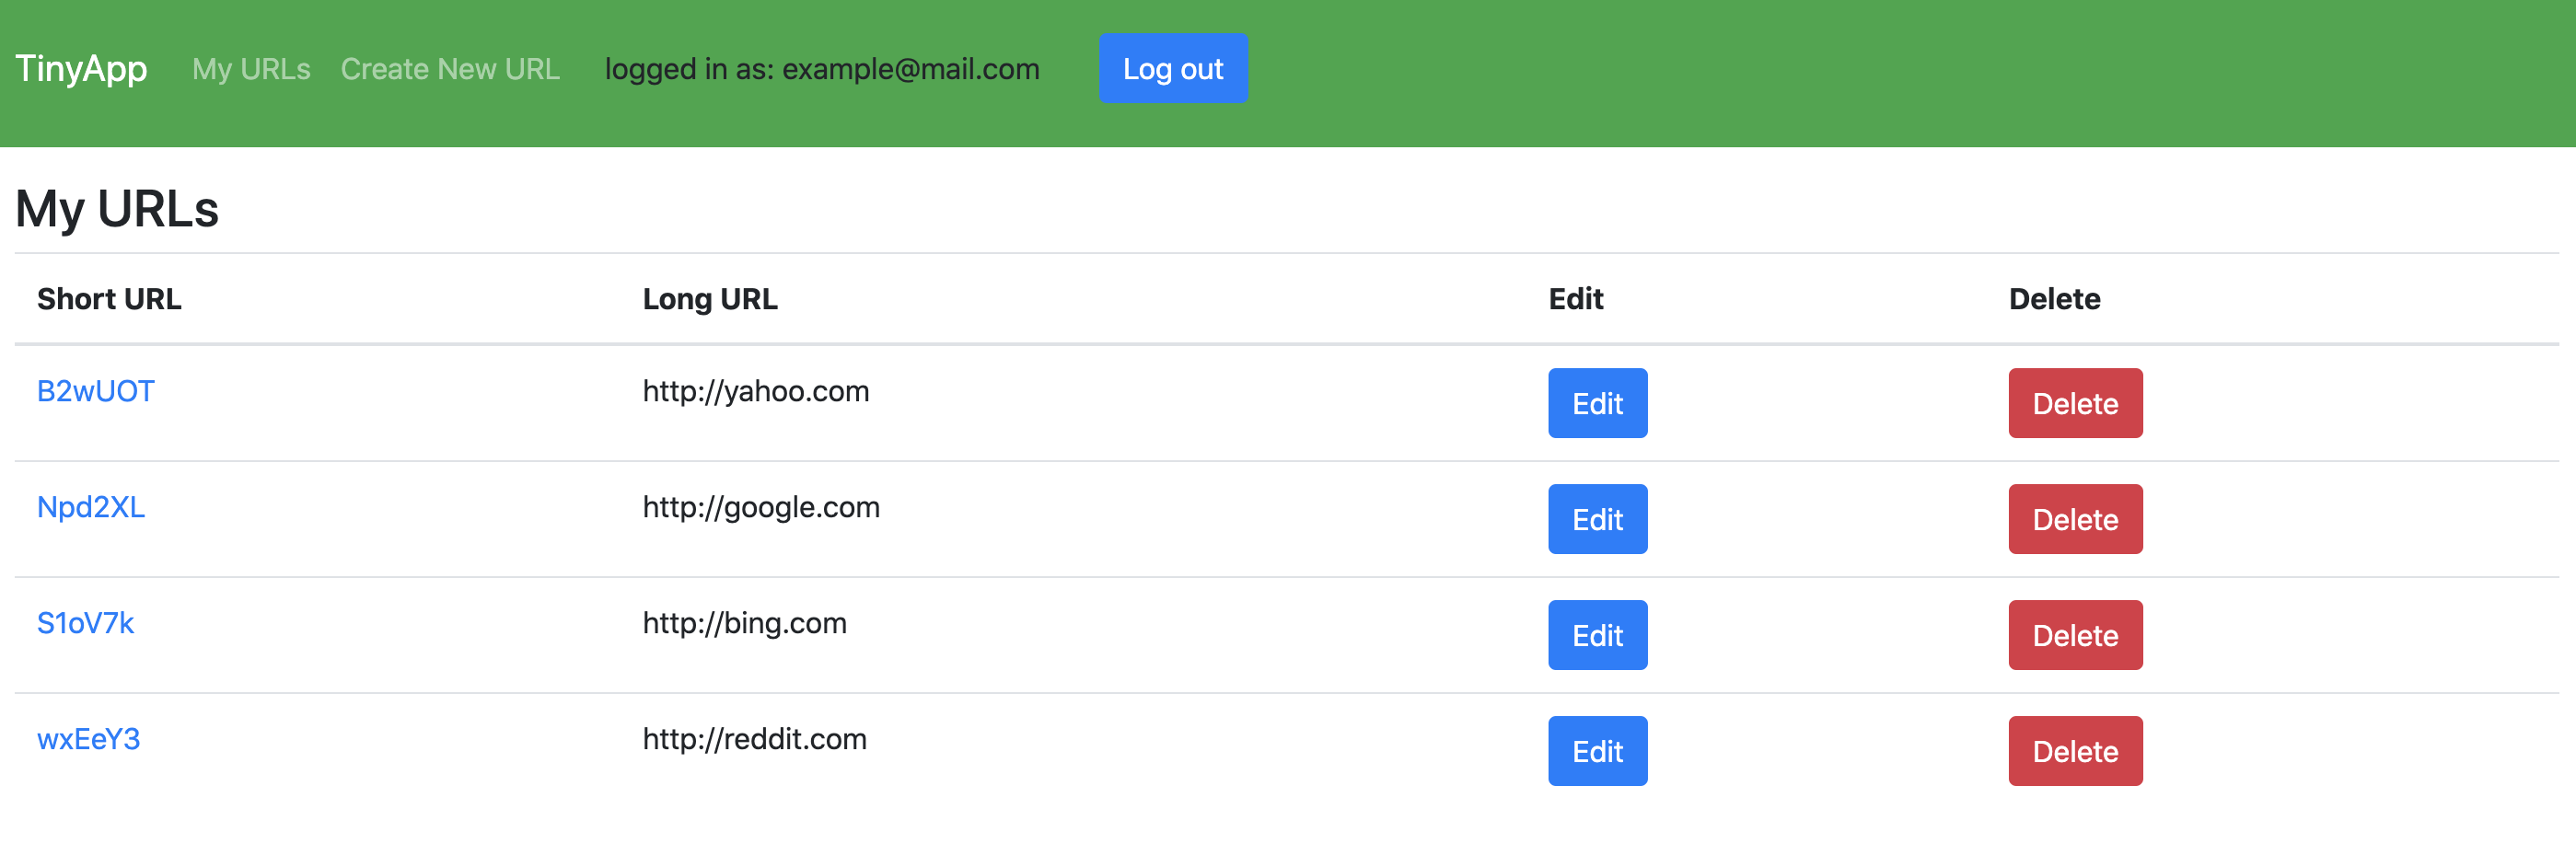 TinyApp My URLs Create New URL logged in as: example@mail.com Log out
My URLs
Short URL Long URL Edit Delete
B2wUOT http://yahoo.com Edit Delete
Npd2XL http://google.com Edit Delete
S1oV7k http://bing.com Edit Delete
wxEeY3 http://reddit.com Edit Delete